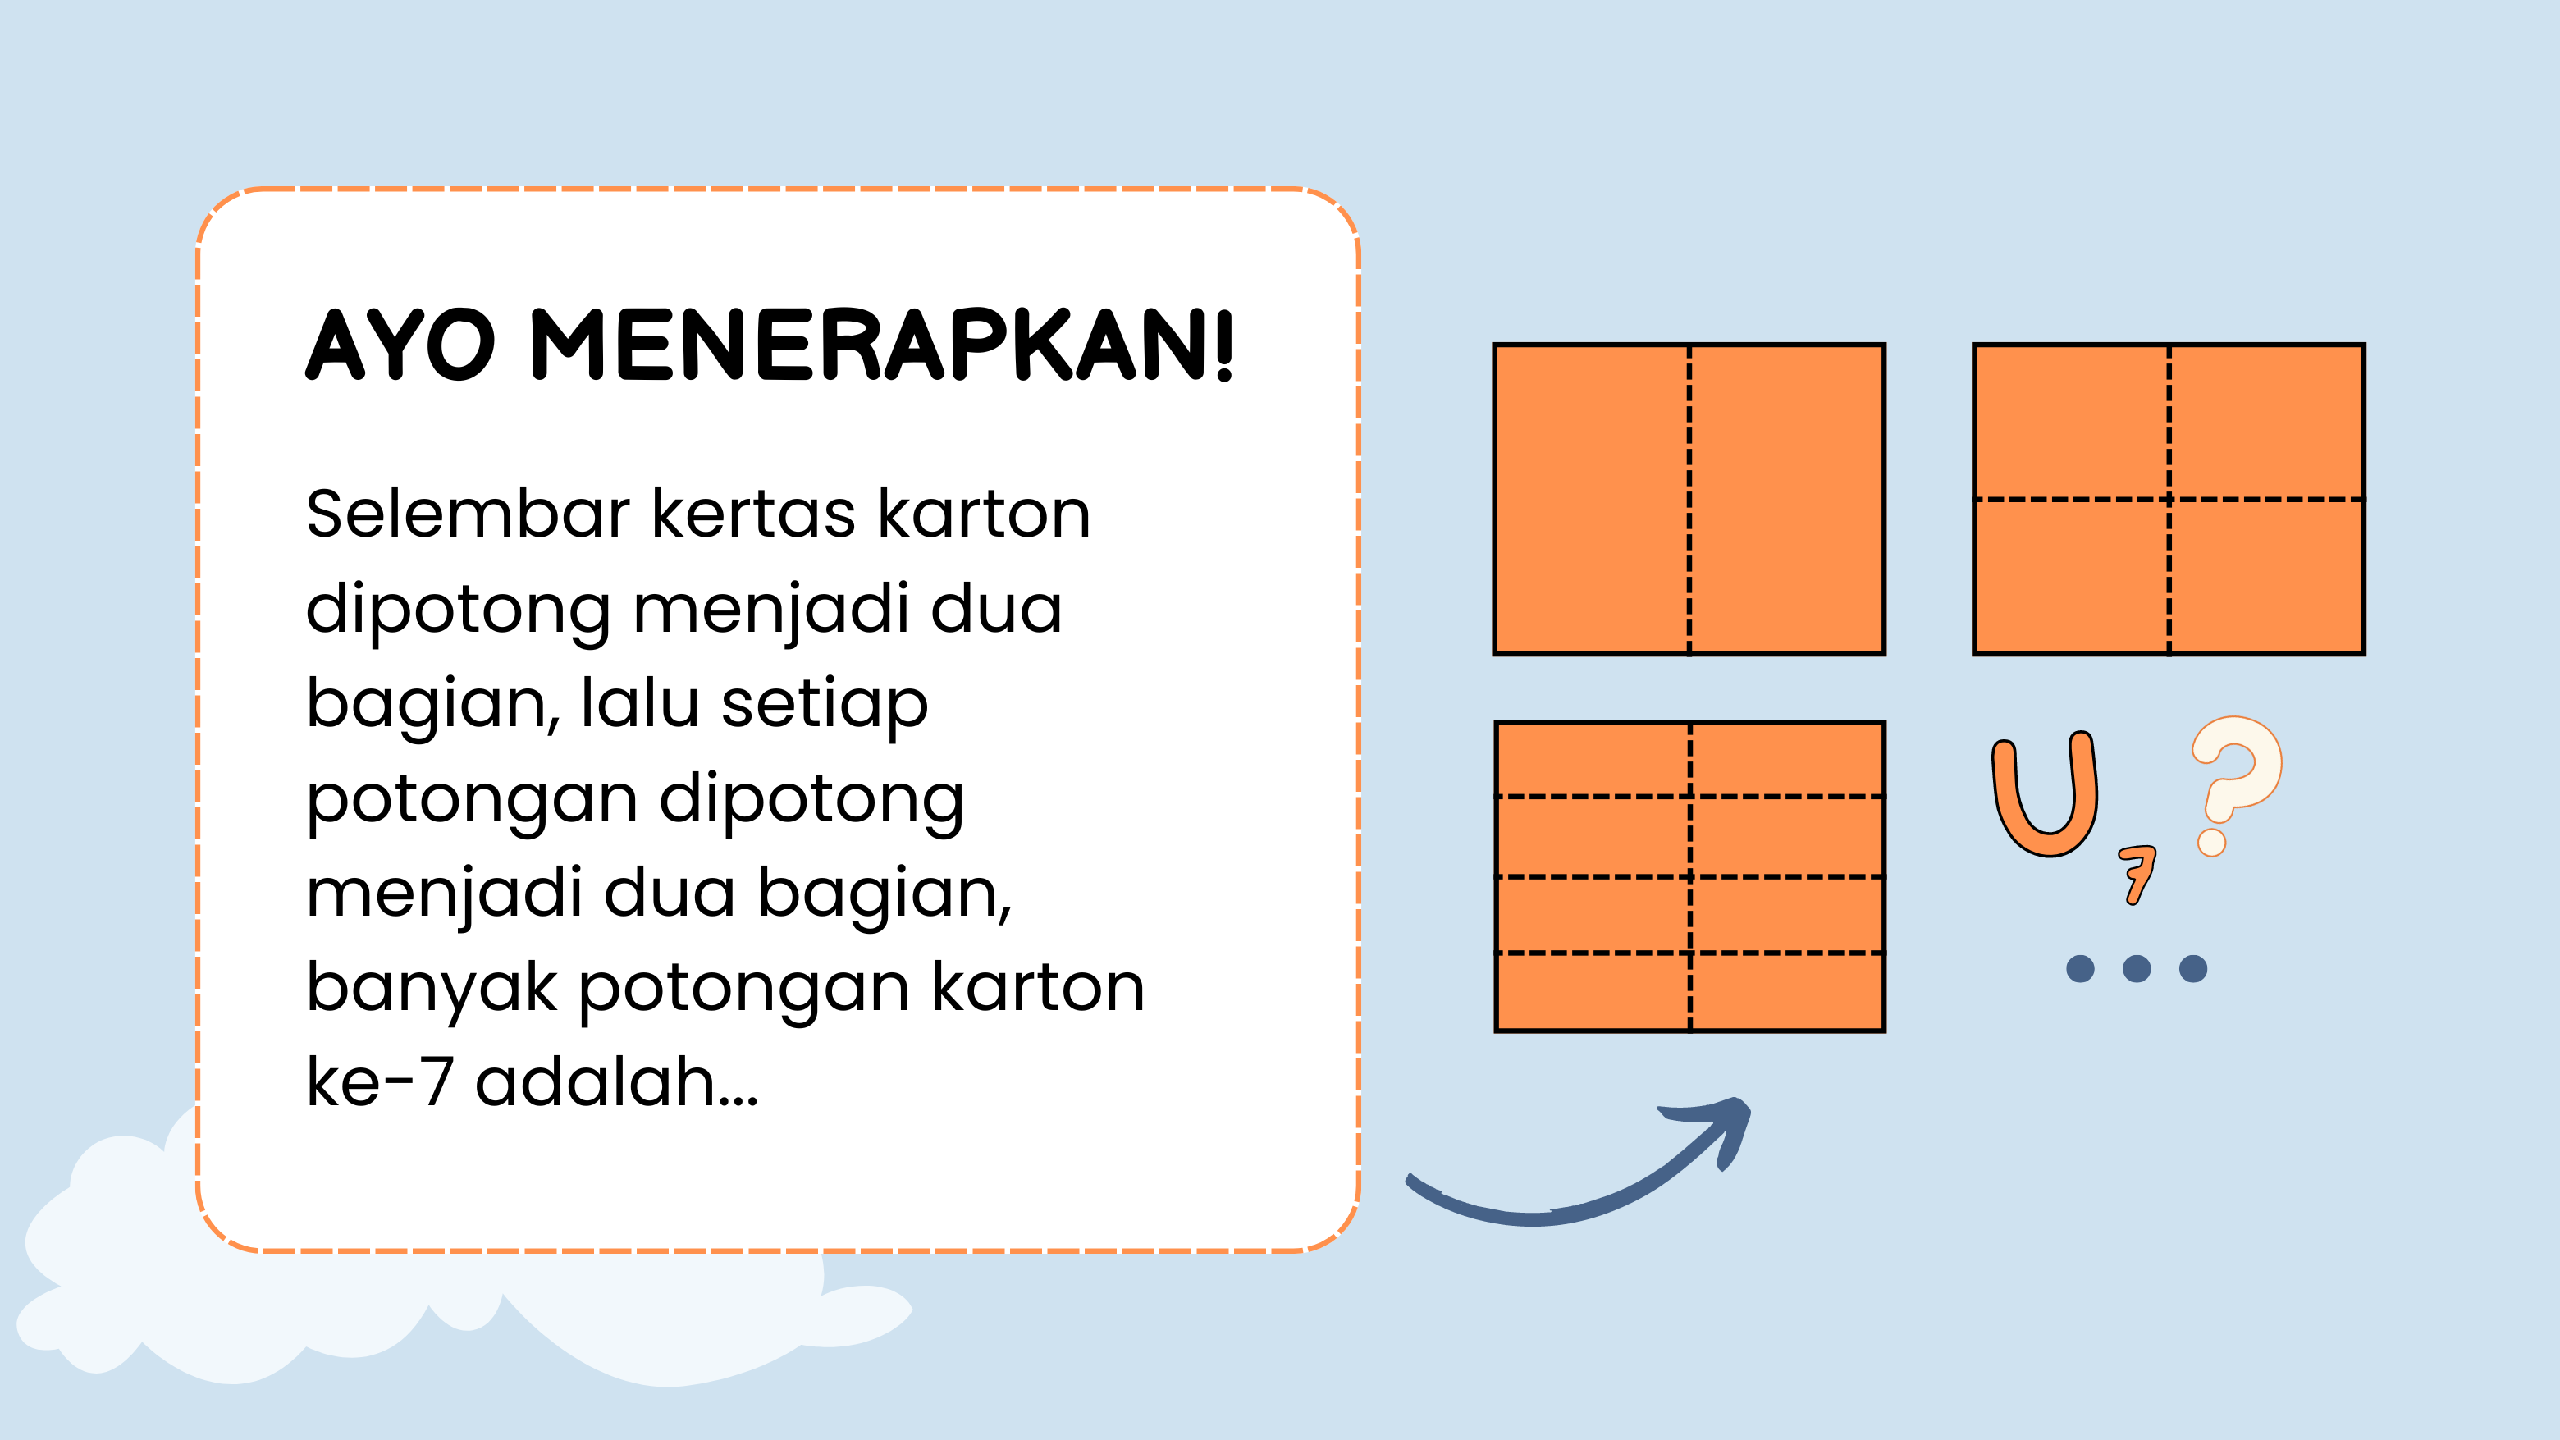 AYO MENERAPKAN!
Selembar kertas karton
dipotong menjadi dua
bagian, lalu setiap
potongan dipotong
menjadi dua bagian,
banyak potongan karton
ke-7 adalah...
U7?
...